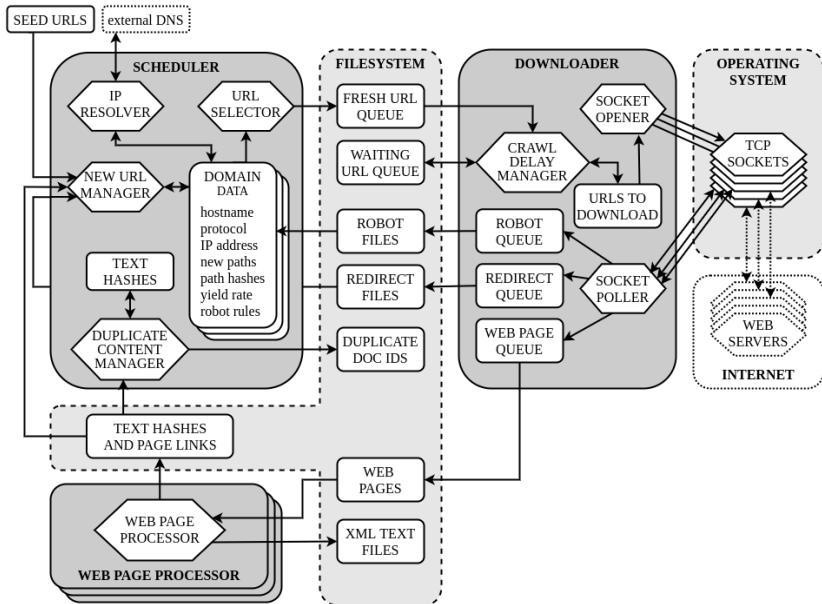 SEED URLS
external DNS
SCHEDULER
IP
RESOLVER
URL
SELECTOR
NEW URL
MANAGER
DOMAIN
DATA
hostname
protocol
IP address
new paths
path hashes
yield rate
robot rules
TEXT
HASHES
DUPLICATE
CONTENT
MANAGER
FILESYSTEM
FRESH URL
QUEUE
WAITING
URL QUEUE
ROBOT
FILES
REDIRECT
FILES
DUPLICATE
DOC IDS
TEXT HASHES
AND PAGE LINKS
WEB
PAGES
XML TEXT
FILES
DOWNLOADER
SOCKET
OPENER
CRAWL
DELAY
MANAGER
URLS TO
DOWNLOAD
ROBOT
QUEUE
REDIRECT
QUEUE
SOCKET
POLLER
WEB PAGE
QUEUE
OPERATING
SYSTEM
TCP
SOCKETS
WEB
SERVERS
INTERNET
WEB PAGE
PROCESSOR
WEB PAGE PROCESSOR